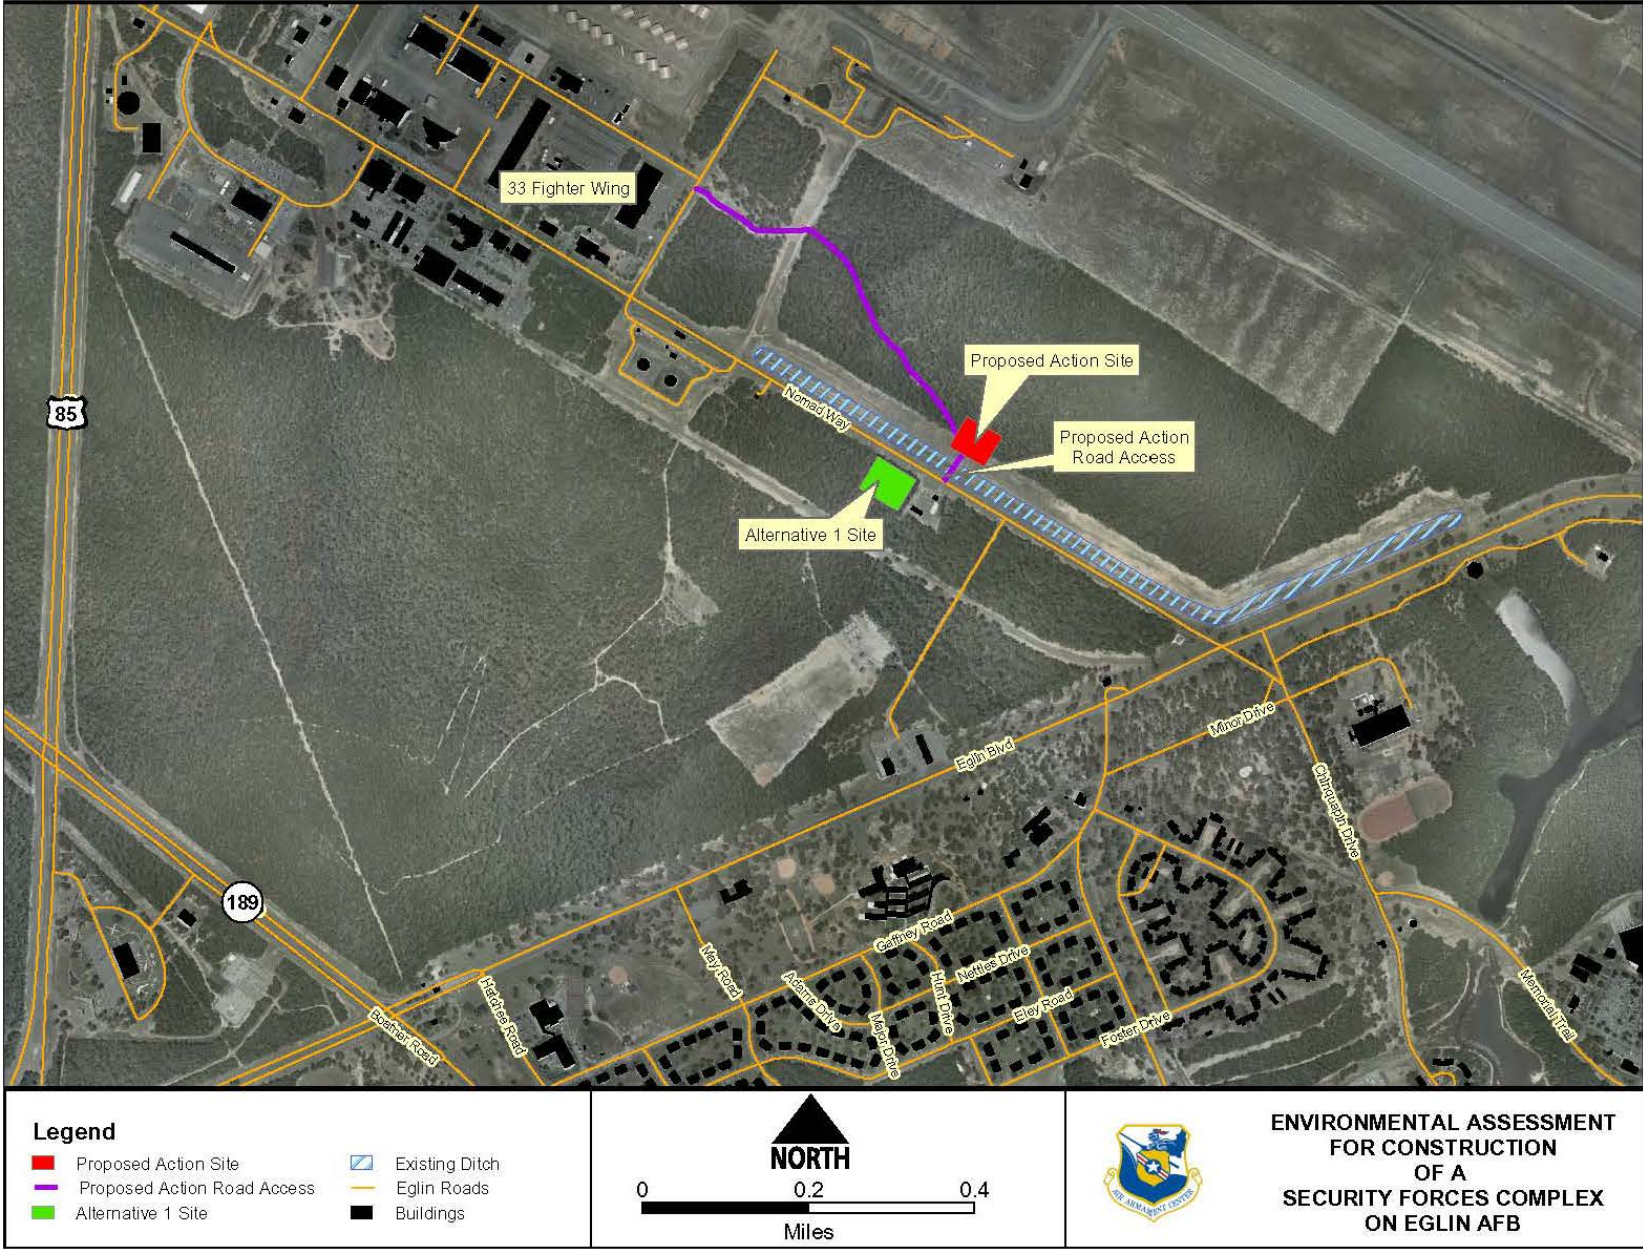 33 Fighter Wing
Proposed Action Site
85
Nomad Way
Proposed Action
Road Access
Alternative 1 Site
Minor Drive
Eglin Blvd
Chinquapin Drive
189
Gaffney Road
May Road
Nettles Drive
Adams Drive
Hunt Drive
Hatchee Road
Eley Road
Memorial Trail
Boatner Road
Major Drive
Foster Drive
Legend
Proposed Action Site
Proposed Action Road Access
Alternative 1 Site
Existing Ditch
Eglin Roads
Buildings
NORTH
0 0.2 0.4
Miles
AIR ARMAMENT CENTER
ENVIRONMENTAL ASSESSMENT
FOR CONSTRUCTION
OF A
SECURITY FORCES COMPLEX
ON EGLIN AFB